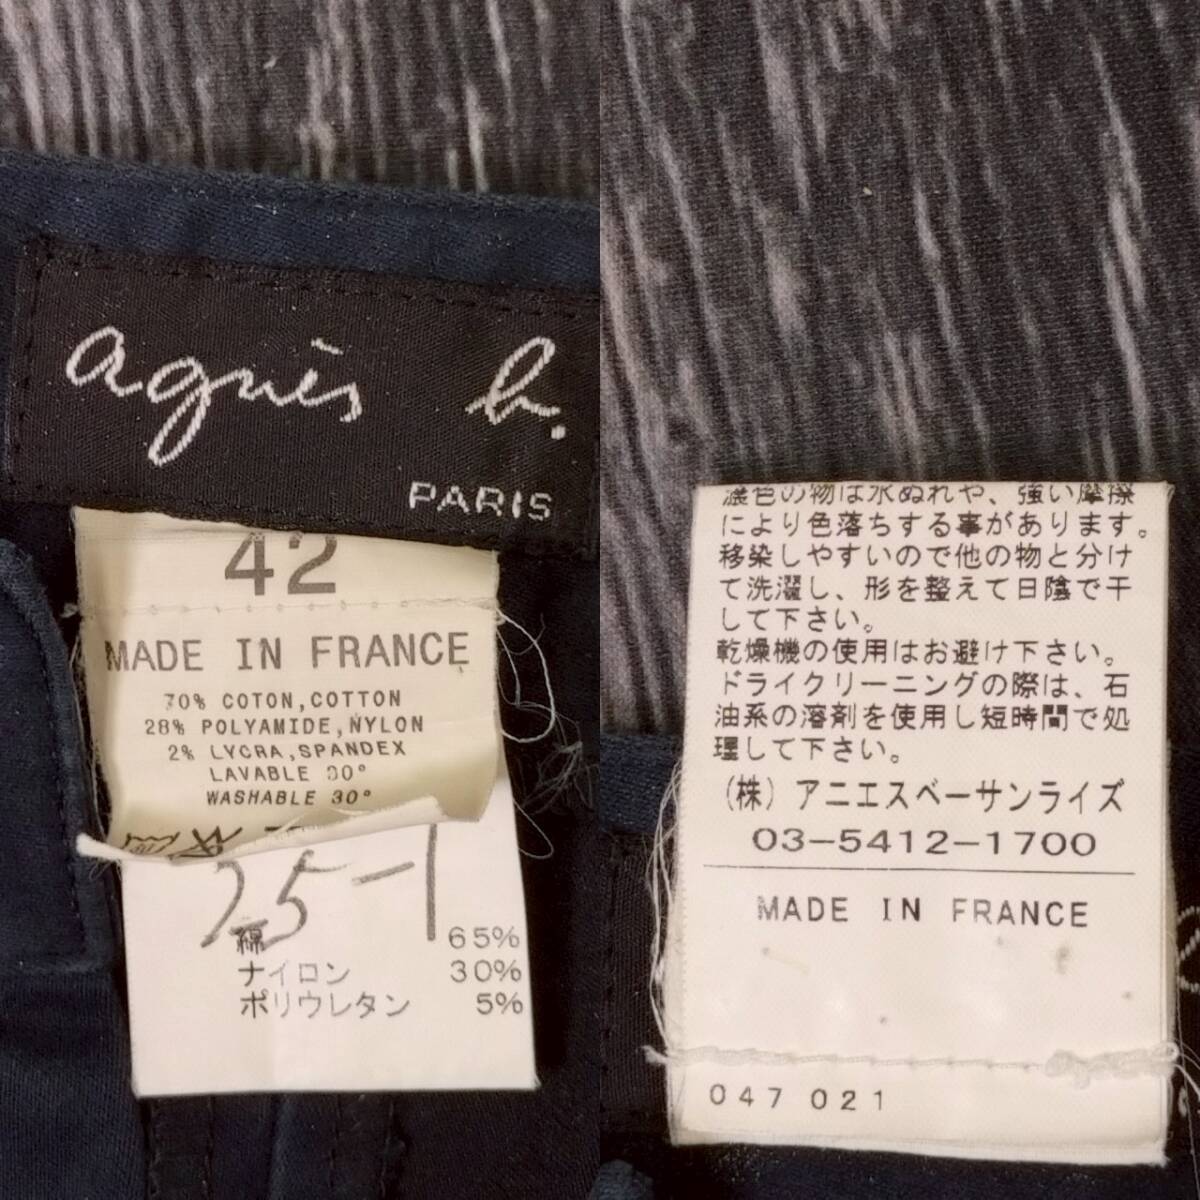 agnès b.
PARIS
42
MADE IN FRANCE
70% COTON,COTTON
28% POLYAMIDE,NYLON
2% LYCRA,SPANDEX
LAVABLE 30°
WASHABLE 30°
25-1
綿 65%
ナイロン 30%
ポリウレタン 5%
濃色の物は水ぬれや、強い摩擦
により色落ちする事があります。
移染しやすいので他の物と分け
て洗濯し、形を整えて日陰で干
して下さい。
乾燥機の使用はお避け下さい。
ドライクリーニングの際は、石
油系の溶剤を使用し短時間で処
理して下さい。
(株)アニエスベーサンライズ
03-5412-1700
MADE IN FRANCE
047 021